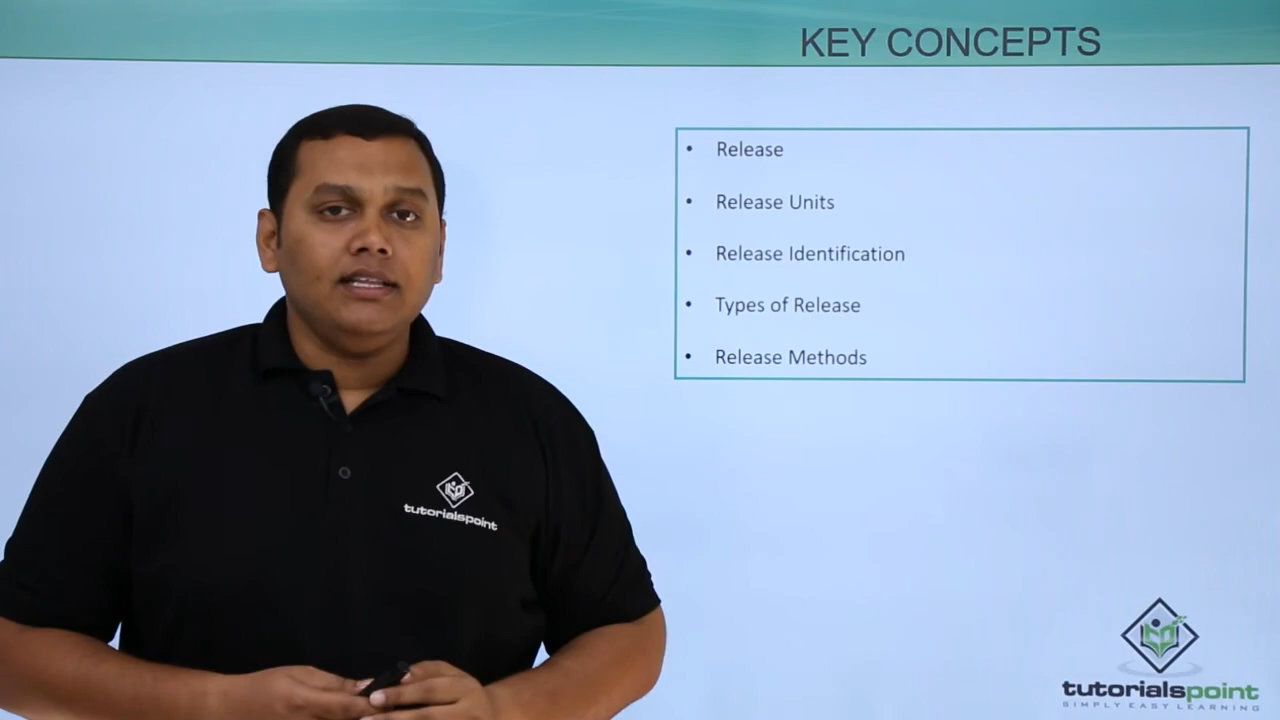 KEY CONCEPTS
• Release
• Release Units
• Release Identification
• Types of Release
• Release Methods
tutorialspoint
tutorialspoint
SIMPLY EASY LEARNING